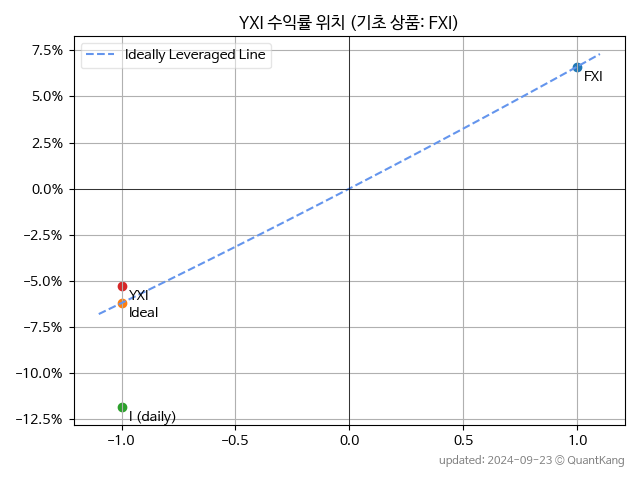 YXI 수익률 위치 (기초 상품: FXI)
Ideally Leveraged Line
7.5%
5.0%
2.5%
0.0%
−2.5%
−5.0%
−7.5%
−10.0%
−12.5%
FXI
YXI
Ideal
I (daily)
−1.0
−0.5
0.0
0.5
1.0
updated: 2024-09-23 © QuantKang